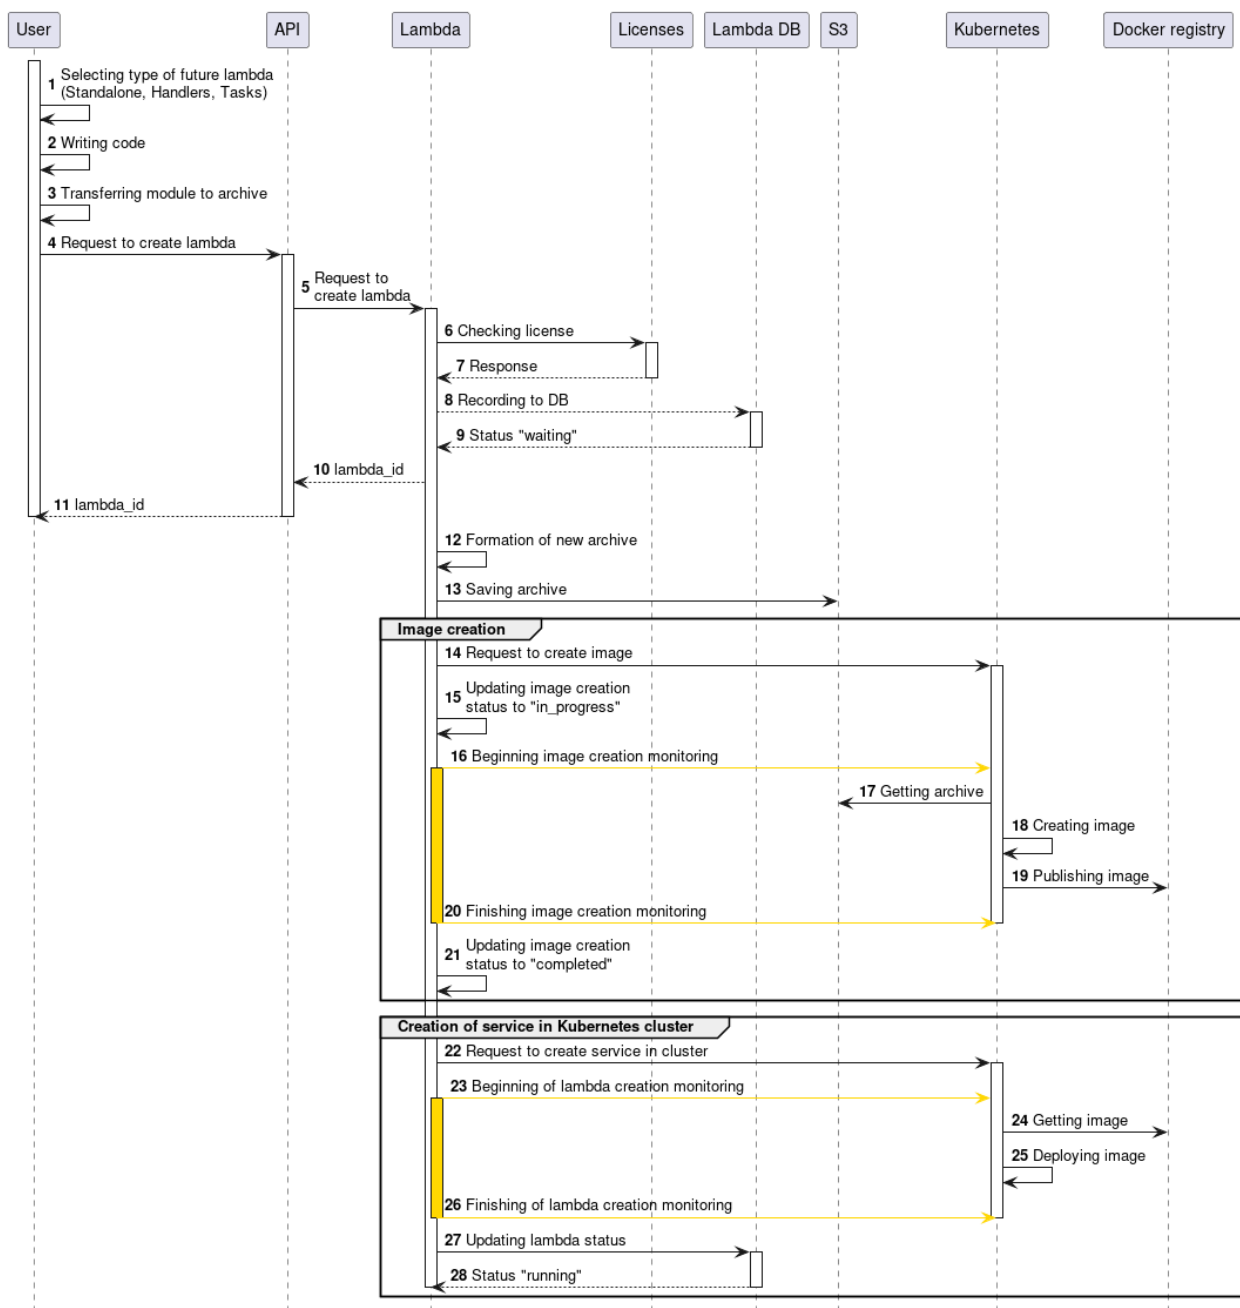 User
API
Lambda
Licenses
Lambda DB
S3
Kubernetes
Docker registry
1 Selecting type of future lambda
(Standalone, Handlers, Tasks)
2 Writing code
3 Transferring module to archive
4 Request to create lambda
5 Request to
create lambda
6 Checking license
7 Response
8 Recording to DB
9 Status "waiting"
10 lambda_id
11 lambda_id
12 Formation of new archive
13 Saving archive
Image creation
14 Request to create image
15 Updating image creation
status to "in_progress"
16 Beginning image creation monitoring
17 Getting archive
18 Creating image
19 Publishing image
20 Finishing image creation monitoring
21 Updating image creation
status to "completed"
Creation of service in Kubernetes cluster
22 Request to create service in cluster
23 Beginning of lambda creation monitoring
24 Getting image
25 Deploying image
26 Finishing of lambda creation monitoring
27 Updating lambda status
28 Status "running"